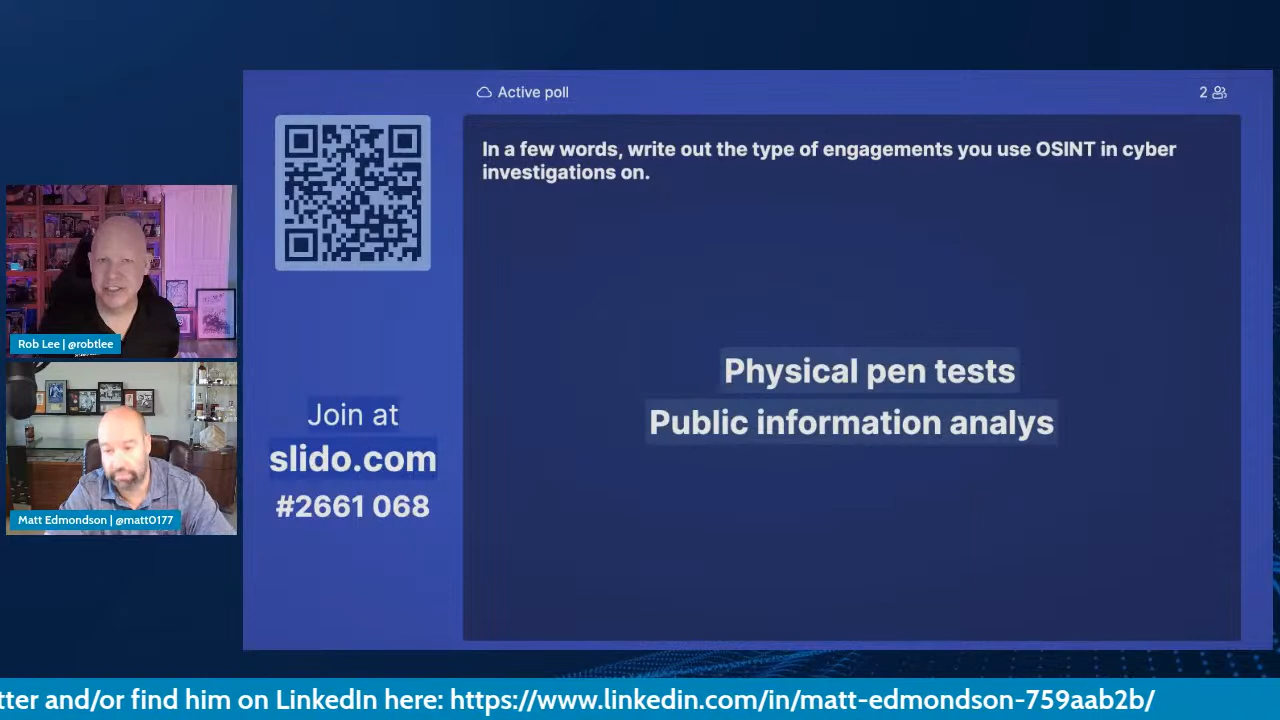 Active poll
2
In a few words, write out the type of engagements you use OSINT in cyber
investigations on.
Physical pen tests
Public information analys
Join at
slido.com
#2661 068
Rob Lee | @robtlee
Matt Edmondson | @matt0177
tter and/or find him on LinkedIn here: https://www.linkedin.com/in/matt-edmondson-759aab2b/